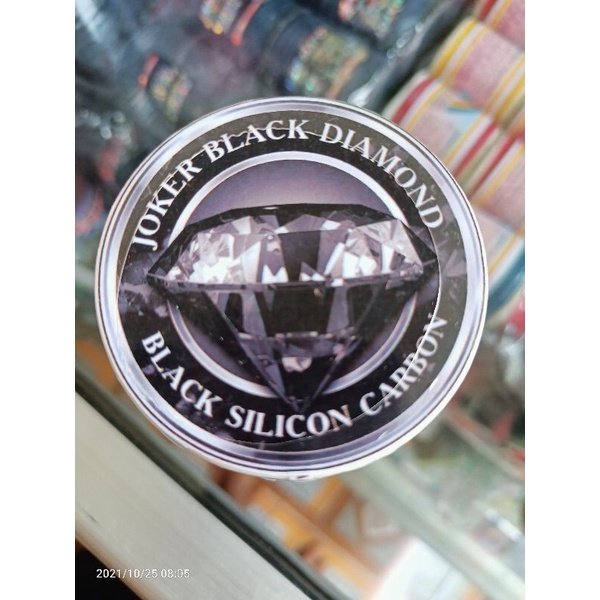 JOKER BLACK DIAMOND
BLACK SILICON CARBON
2021/10/25 08:05